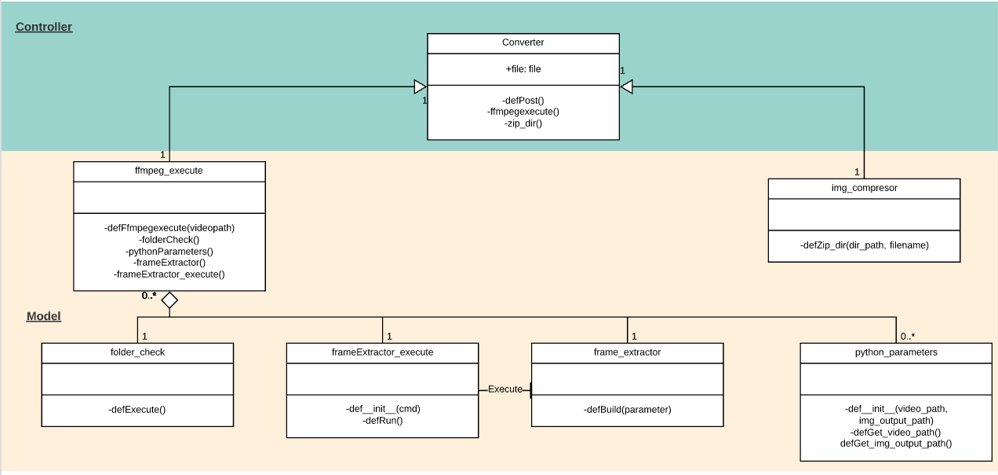 Controller
Converter
+file: file
1
1
-defPost()
-ffmpegexecute()
-zip_dir()
1
1
ffmpeg_execute
-defFfmpegexecute(videopath)
-folderCheck()
-pythonParameters()
-frameExtractor()
-frameExtractor_execute()
img_compresor
-defZip_dir(dir_path, filename)
0..*
Model
1
1
1
0..*
folder_check
-defExecute()
frameExtractor_execute
-def__init__(cmd)
-defRun()
Execute
frame_extractor
-defBuild(parameter)
python_parameters
-def__init__(video_path,
img_output_path)
-defGet_video_path()
defGet_img_output_path()